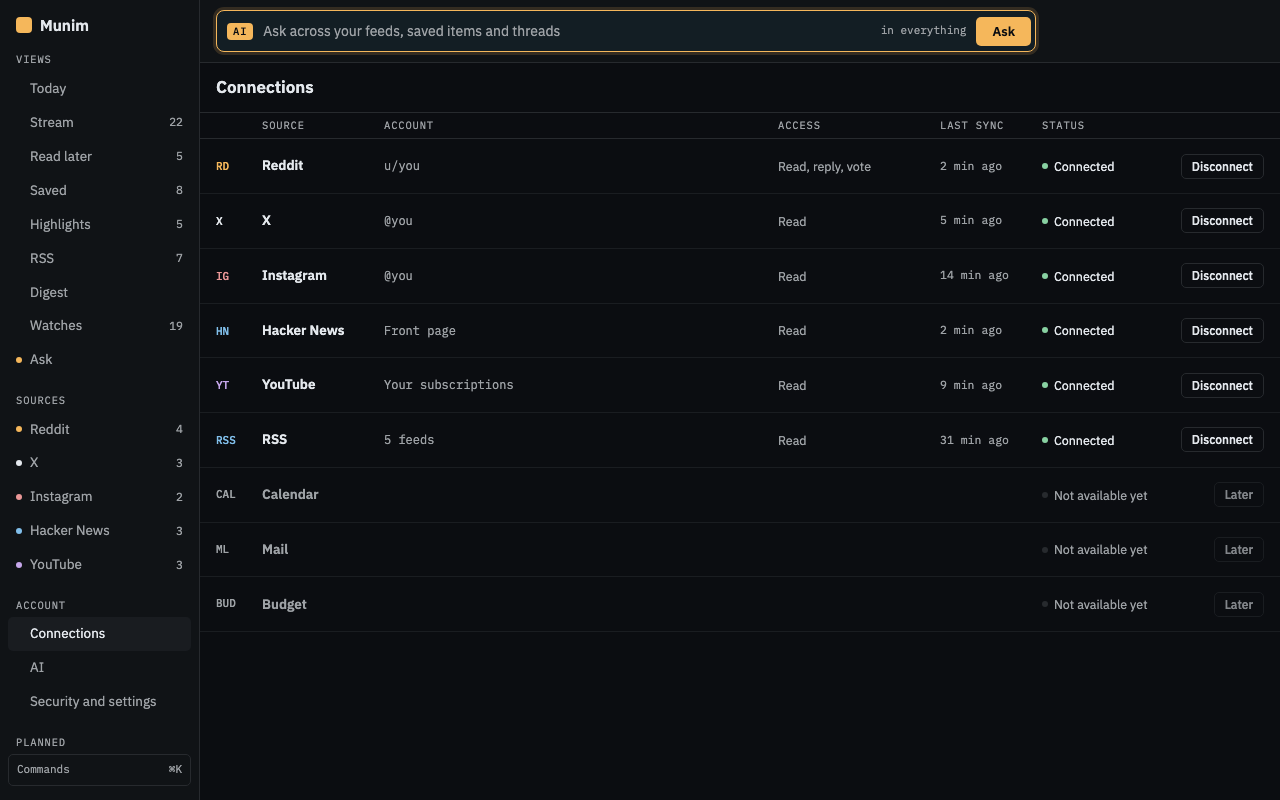 Munim
VIEWS
Today
Stream 22
Read later 5
Saved 8
Highlights 5
RSS 7
Digest
Watches 19
Ask
SOURCES
Reddit 4
X 3
Instagram 2
Hacker News 3
YouTube 3
ACCOUNT
Connections
AI
Security and settings
PLANNED
Commands ⌘K
AI Ask across your feeds, saved items and threads in everything Ask
Connections
SOURCE ACCOUNT ACCESS LAST SYNC STATUS
RD Reddit u/you Read, reply, vote 2 min ago Connected Disconnect
X X @you Read 5 min ago Connected Disconnect
IG Instagram @you Read 14 min ago Connected Disconnect
HN Hacker News Front page Read 2 min ago Connected Disconnect
YT YouTube Your subscriptions Read 9 min ago Connected Disconnect
RSS RSS 5 feeds Read 31 min ago Connected Disconnect
CAL Calendar Not available yet Later
ML Mail Not available yet Later
BUD Budget Not available yet Later